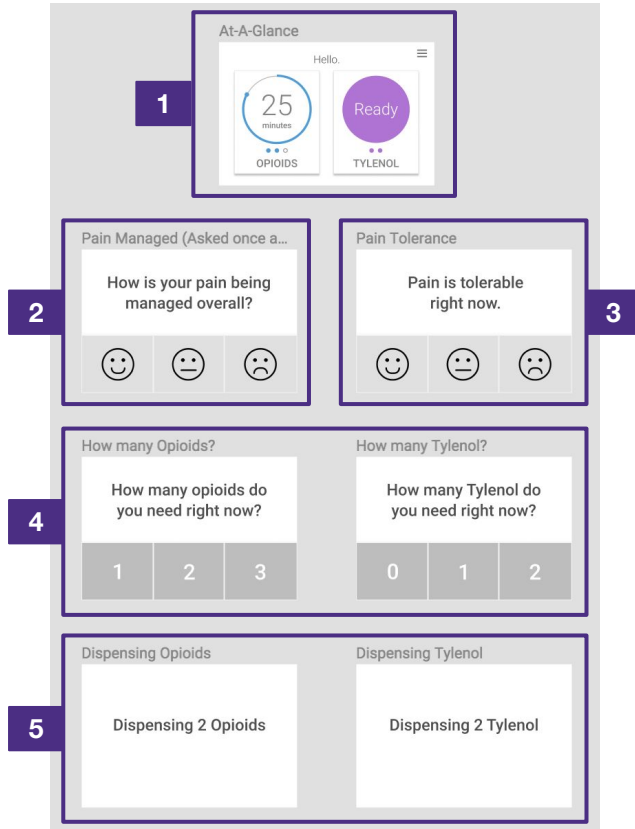 At-A-Glance
1
Hello.
25
minutes
OPIOIDS
Ready
TYLENOL
Pain Managed (Asked once a...
2
How is your pain being
managed overall?
Pain Tolerance
3
Pain is tolerable
right now.
How many Opioids?
4
How many opioids do
you need right now?
1 2 3
How many Tylenol?
How many Tylenol do
you need right now?
0 1 2
Dispensing Opioids
5
Dispensing 2 Opioids
Dispensing Tylenol
Dispensing 2 Tylenol